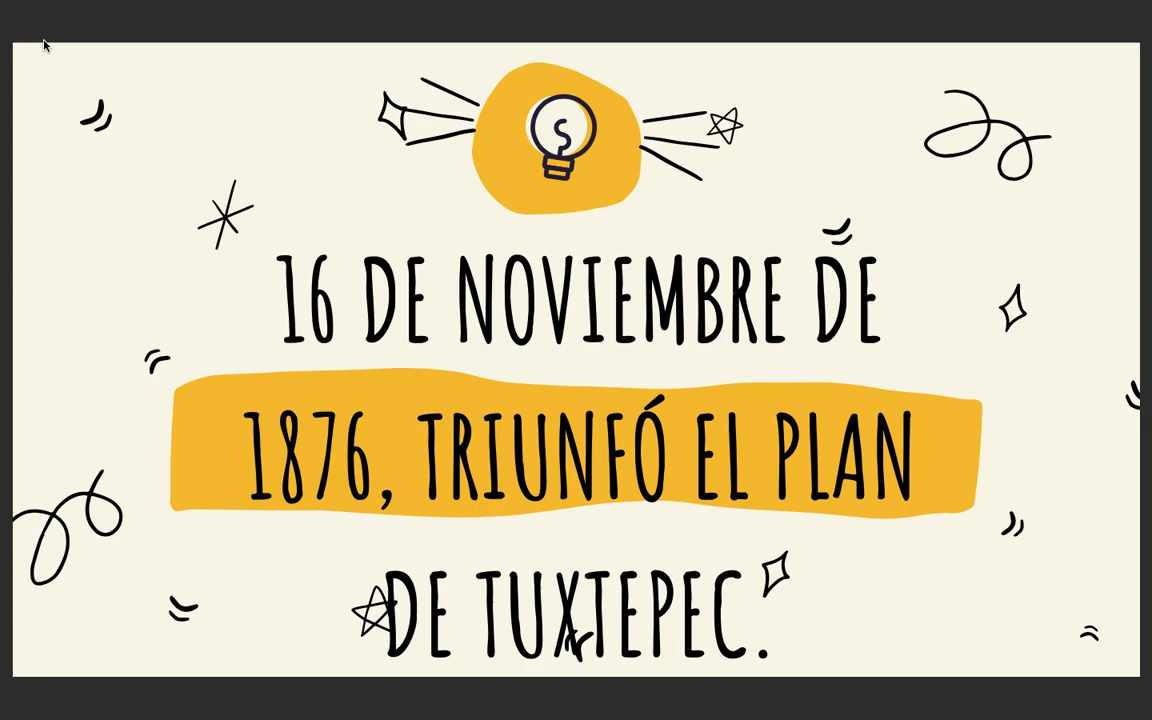 16 DE NOVIEMBRE DE
1876, TRIUNFÓ EL PLAN
DE TUXTEPEC.